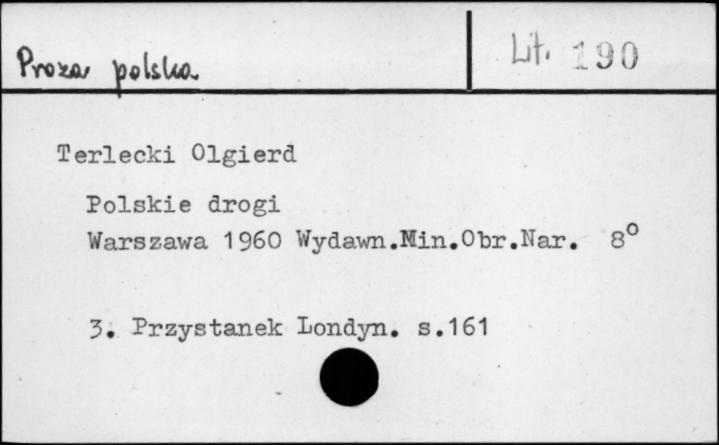 Proza polska
Lit. 190
Terlecki Olgierd
Polskie drogi
Warszawa 1960 Wydawn.Min.Obr.Nar. 8°
3. Przystanek Londyn. s.161